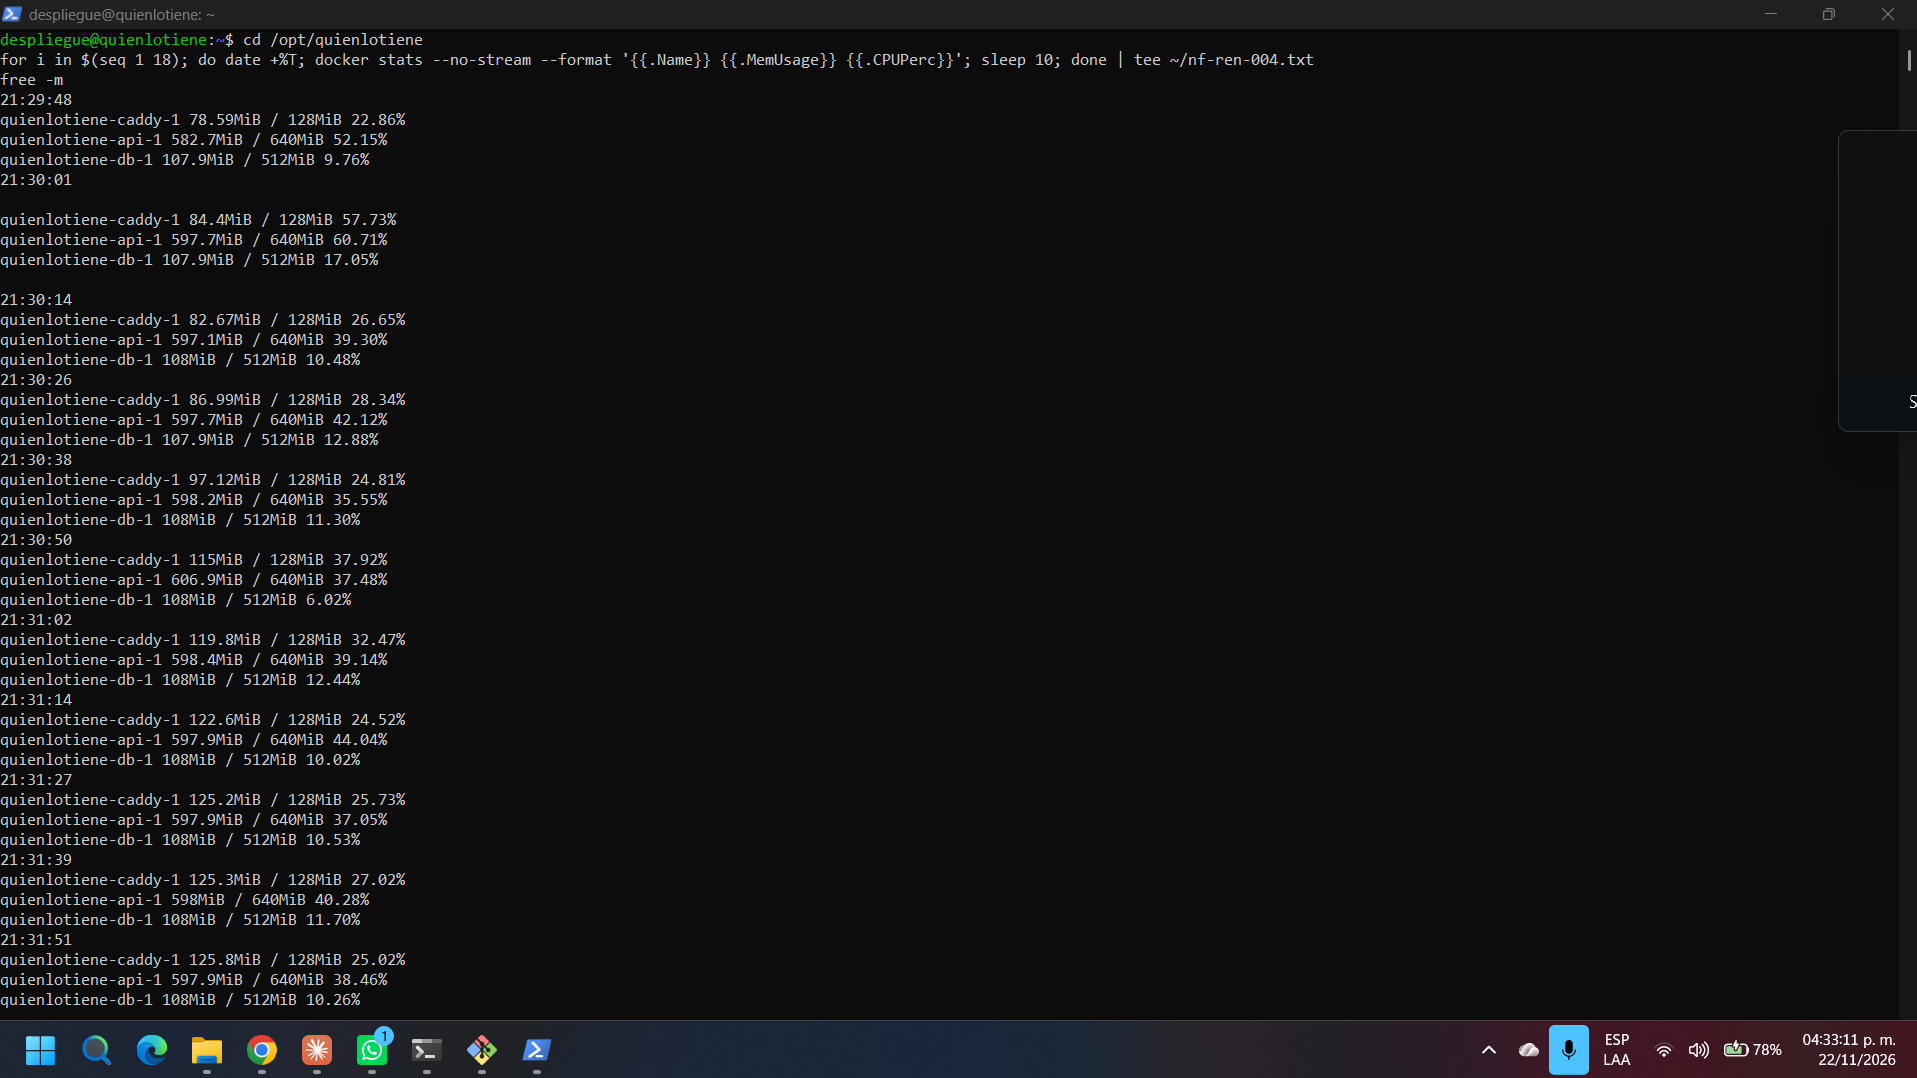 despliegue@quienlotiene: ~
despliegue@quienlotiene:~$ cd /opt/quienlotiene
for i in $(seq 1 18); do date +%T; docker stats --no-stream --format '{{.Name}} {{.MemUsage}} {{.CPUPerc}}'; sleep 10; done | tee ~/nf-ren-004.txt
free -m
21:29:48
quienlotiene-caddy-1 78.59MiB / 128MiB 22.86%
quienlotiene-api-1 582.7MiB / 640MiB 52.15%
quienlotiene-db-1 107.9MiB / 512MiB 9.76%
21:30:01
quienlotiene-caddy-1 84.4MiB / 128MiB 57.73%
quienlotiene-api-1 597.7MiB / 640MiB 60.71%
quienlotiene-db-1 107.9MiB / 512MiB 17.05%
21:30:14
quienlotiene-caddy-1 82.67MiB / 128MiB 26.65%
quienlotiene-api-1 597.1MiB / 640MiB 39.30%
quienlotiene-db-1 108MiB / 512MiB 10.48%
21:30:26
quienlotiene-caddy-1 86.99MiB / 128MiB 28.34%
quienlotiene-api-1 597.7MiB / 640MiB 42.12%
quienlotiene-db-1 107.9MiB / 512MiB 12.88%
21:30:38
quienlotiene-caddy-1 97.12MiB / 128MiB 24.81%
quienlotiene-api-1 598.2MiB / 640MiB 35.55%
quienlotiene-db-1 108MiB / 512MiB 11.30%
21:30:50
quienlotiene-caddy-1 115MiB / 128MiB 37.92%
quienlotiene-api-1 606.9MiB / 640MiB 37.48%
quienlotiene-db-1 108MiB / 512MiB 6.02%
21:31:02
quienlotiene-caddy-1 119.8MiB / 128MiB 32.47%
quienlotiene-api-1 598.4MiB / 640MiB 39.14%
quienlotiene-db-1 108MiB / 512MiB 12.44%
21:31:14
quienlotiene-caddy-1 122.6MiB / 128MiB 24.52%
quienlotiene-api-1 597.9MiB / 640MiB 44.04%
quienlotiene-db-1 108MiB / 512MiB 10.02%
21:31:27
quienlotiene-caddy-1 125.2MiB / 128MiB 25.73%
quienlotiene-api-1 597.9MiB / 640MiB 37.05%
quienlotiene-db-1 108MiB / 512MiB 10.53%
21:31:39
quienlotiene-caddy-1 125.3MiB / 128MiB 27.02%
quienlotiene-api-1 598MiB / 640MiB 40.28%
quienlotiene-db-1 108MiB / 512MiB 11.70%
21:31:51
quienlotiene-caddy-1 125.8MiB / 128MiB 25.02%
quienlotiene-api-1 597.9MiB / 640MiB 38.46%
quienlotiene-db-1 108MiB / 512MiB 10.26%
1
ESP
LAA
78%
04:33:11 p. m.
22/11/2026